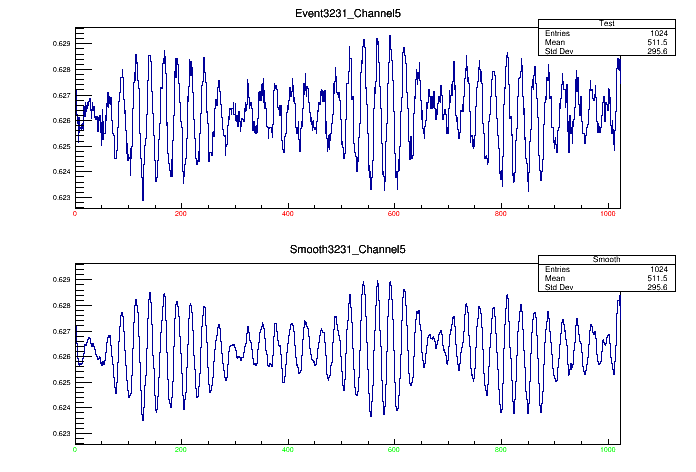 Event3231_Channel5
Test
Entries 1024
Mean 511.5
Std Dev 295.6
0.629
0.628
0.627
0.626
0.625
0.624
0.623
0 200 400 600 800 1000
Smooth3231_Channel5
Smooth
Entries 1024
Mean 511.5
Std Dev 295.6
0.629
0.628
0.627
0.626
0.625
0.624
0.623
0 200 400 600 800 1000